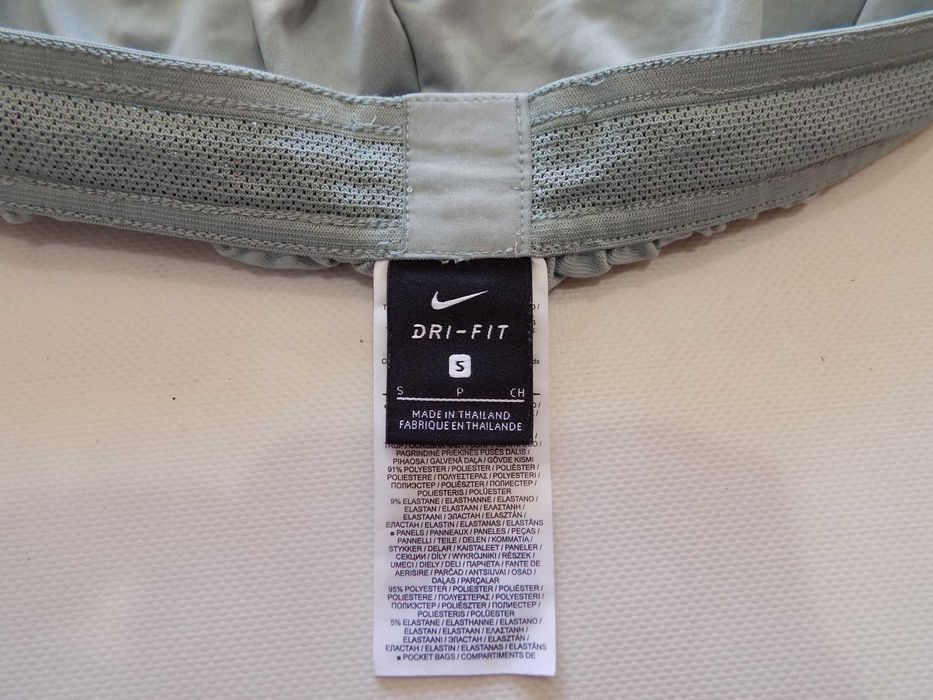 DRI-FIT
S
S P CH
MADE IN THAILAND
FABRIQUE EN THAILANDE
PAGRINDINĖ PRIEKINĖS PUSĖS DALIS /
PIHAOSA / GALVENĀ DAĻA / GÖVDE KISMI
91% POLYESTER / POLIESTER / POLIÉSTER /
POLIESTERE / ΠΟΛΥΕΣΤΕΡΑΣ / POLYESTERI /
ПОЛИЭСТЕР / POLIÉSZTER / ПОЛИЕСТЕР /
POLIESTERIS / POLÜESTER
9% ELASTANE / ELASTHANNE / ELASTANO /
ELASTAN / ELASTAAN / ΕΛΑΣΤΑΝΗ /
ELASTAANI / ЭЛАСТАН / ELASZTÁN /
ЕЛАСТАН / ELASTIN / ELASTANAS / ELASTĀNS
■ PANELS / PANNEAUX / PANELES / PEÇAS /
PANNELLI / TEILE / DELEN / ΚΟΜΜΑΤΙΑ /
STYKKER / DELAR / KAISTALEET / PANELER /
СЕКЦИИ / DÍLY / WYKROJNIKI / RÉSZEK /
UMECI / DIELY / DELI / ПАРЧЕТА / FANTE DE
AERISIRE / PARČAD / ANTSIUVAI / OSAD /
DAĻAS / PARÇALAR
95% POLYESTER / POLIESTER / POLIÉSTER /
POLIESTERE / ΠΟΛΥΕΣΤΕΡΑΣ / POLYESTERI /
ПОЛИЭСТЕР / POLIÉSZTER / ПОЛИЕСТЕР /
POLIESTERIS / POLÜESTER
5% ELASTANE / ELASTHANNE / ELASTANO /
ELASTAN / ELASTAAN / ΕΛΑΣΤΑΝΗ /
ELASTAANI / ЭЛАСТАН / ELASZTÁN /
ЕЛАСТАН / ELASTIN / ELASTANAS / ELASTĀNS
■ POCKET BAGS / COMPARTIMENTS DE